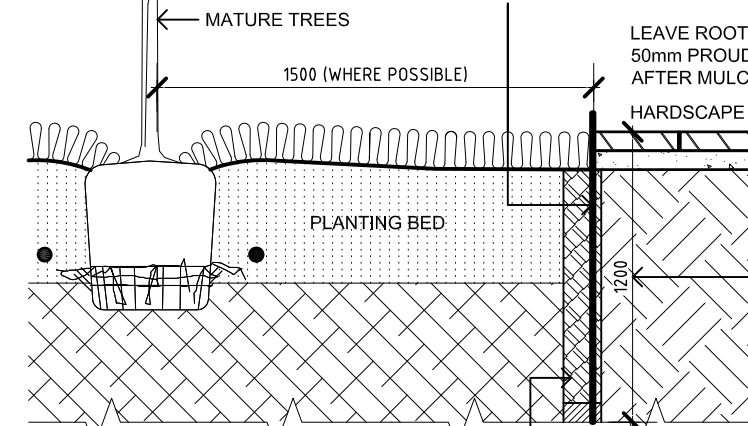 MATURE TREES
LEAVE ROOT
50mm PROUD
AFTER MULC
1500 (WHERE POSSIBLE)
HARDSCAPE
PLANTING BED
1200